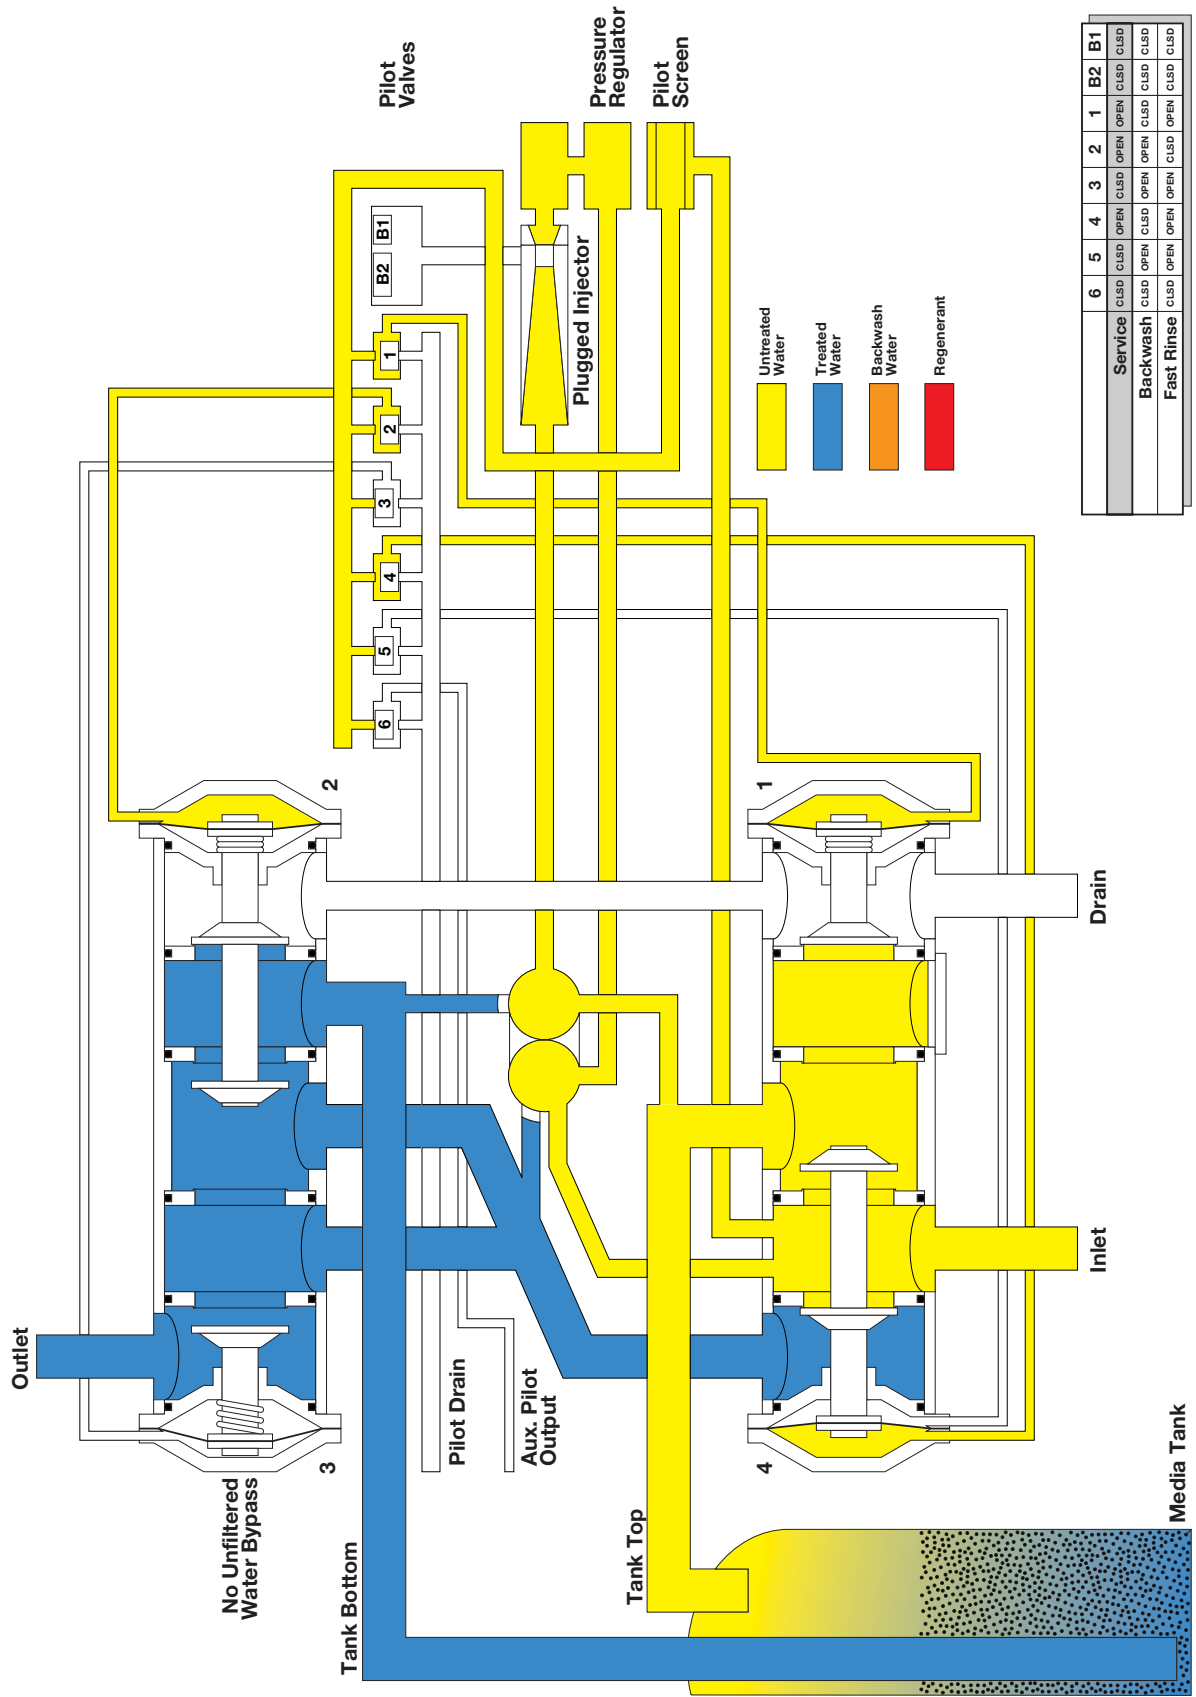 Outlet
No Unfiltered
Water Bypass
3
2
Tank Bottom
Pilot
Valves
6 5 4 3 2 1 B2 B1
Pilot Drain
Aux. Pilot
Output
Plugged Injector
Pressure
Regulator
Tank Top
Pilot
Screen
4
1
Untreated
Water
Treated
Water
Backwash
Water
Regenerant
Inlet
Drain
Media Tank
6 5 4 3 2 1 B2 B1
Service CLSD CLSD OPEN CLSD OPEN OPEN CLSD CLSD
Backwash CLSD OPEN CLSD OPEN OPEN CLSD CLSD CLSD
Fast Rinse CLSD OPEN OPEN OPEN CLSD OPEN CLSD CLSD